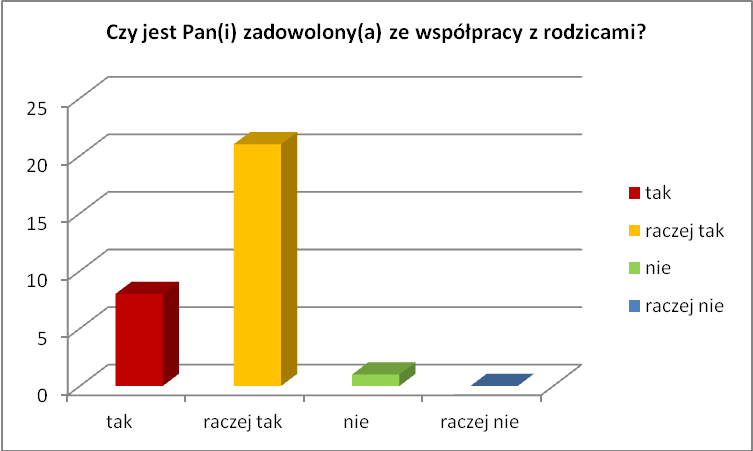 Czy jest Pan(i) zadowolony(a) ze współpracy z rodzicami?
25
20
15
10
5
0
tak
raczej tak
nie
raczej nie
tak
raczej tak
nie
raczej nie